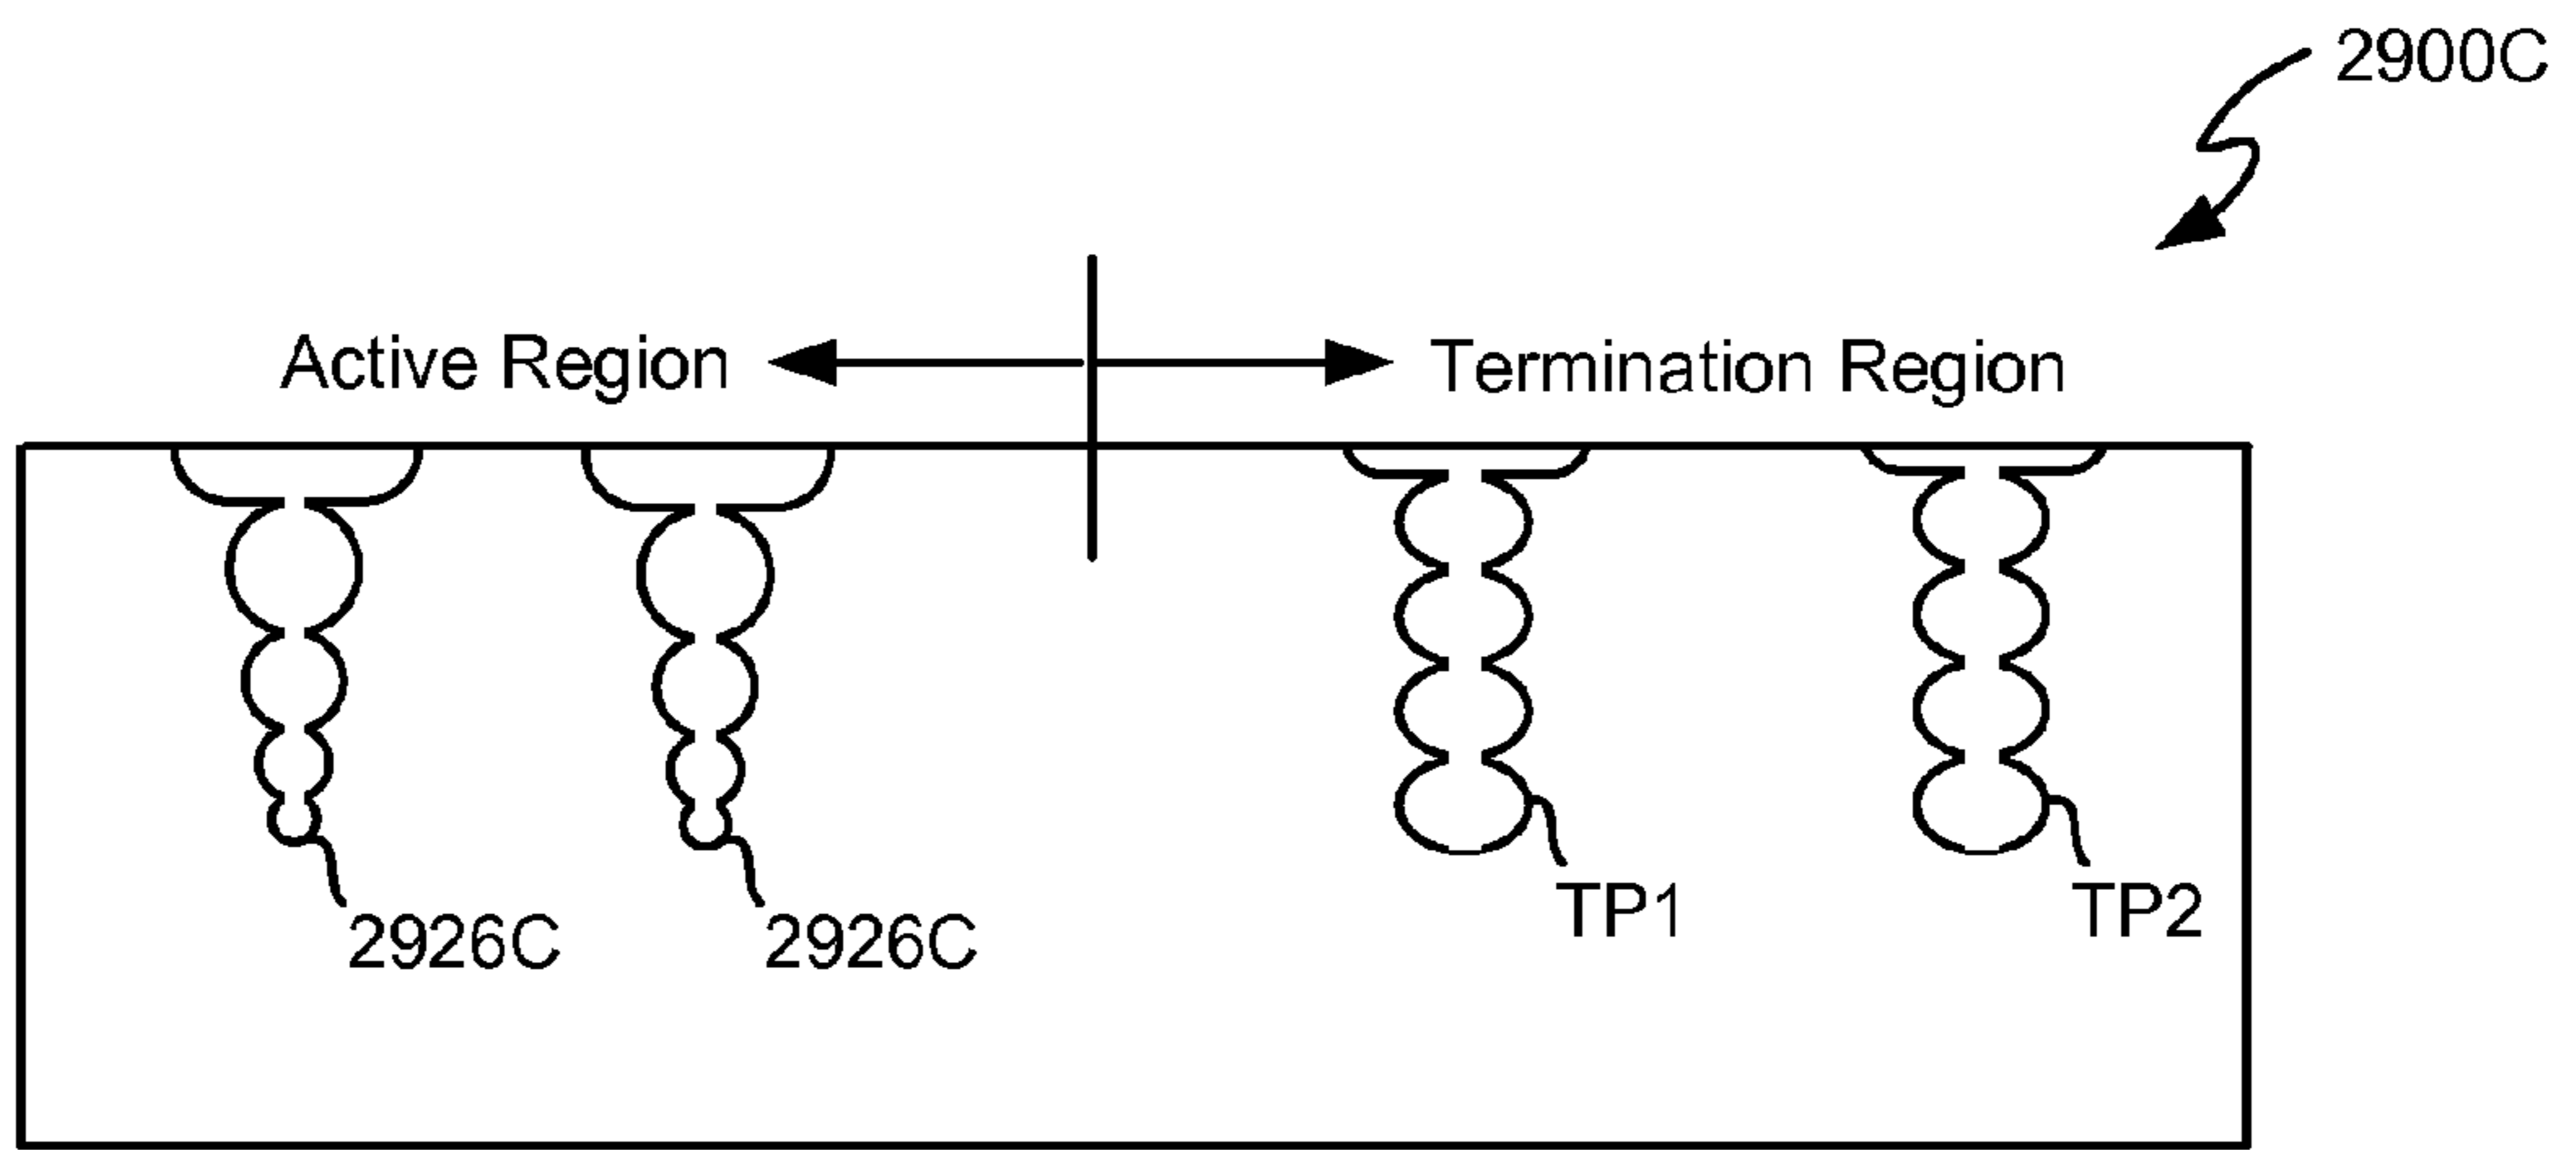 2900C
Active Region
Termination Region
2926C
2926C
TP1
TP2